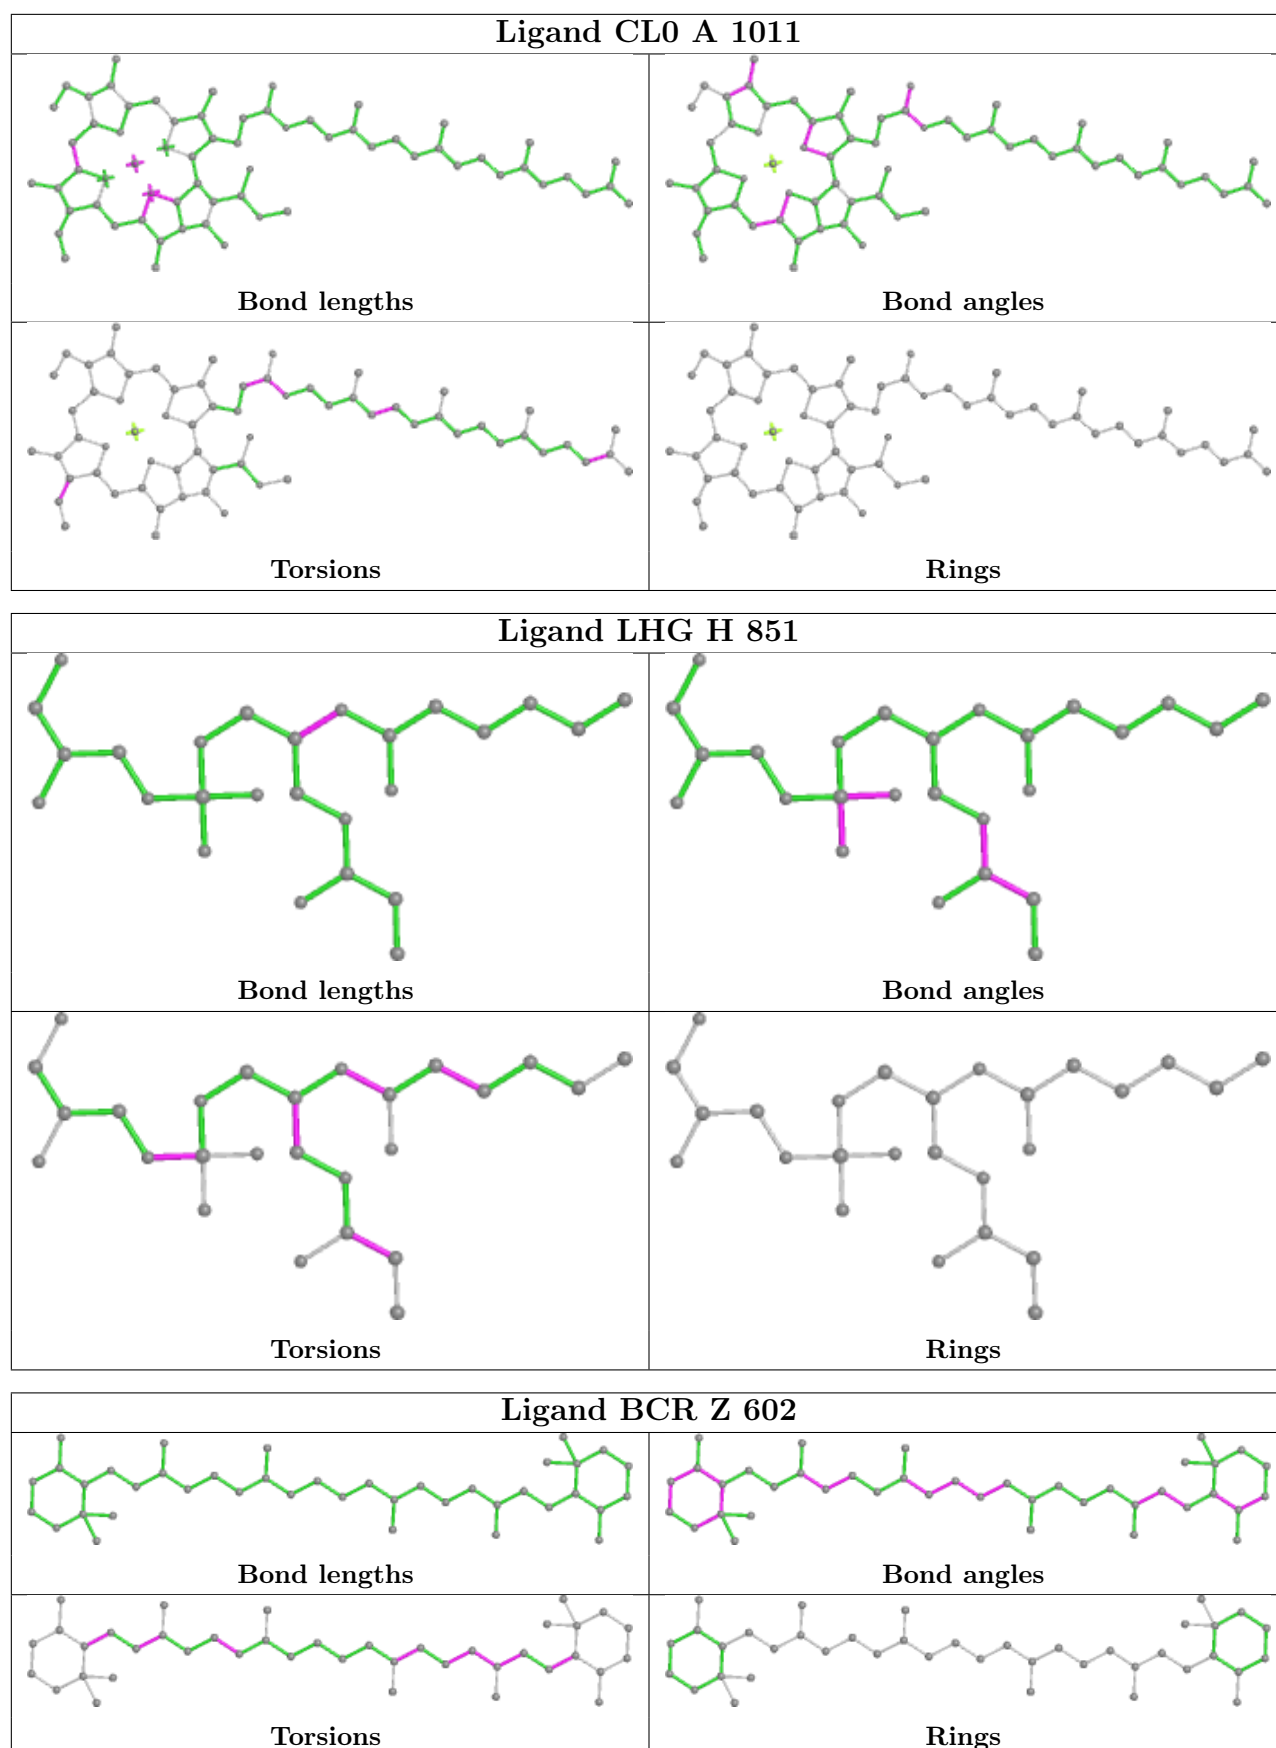 Ligand CL0 A 1011
Bond lengths
Bond angles
Torsions
Rings
Ligand LHG H 851
Bond lengths
Bond angles
Torsions
Rings
Ligand BCR Z 602
Bond lengths
Bond angles
Torsions
Rings